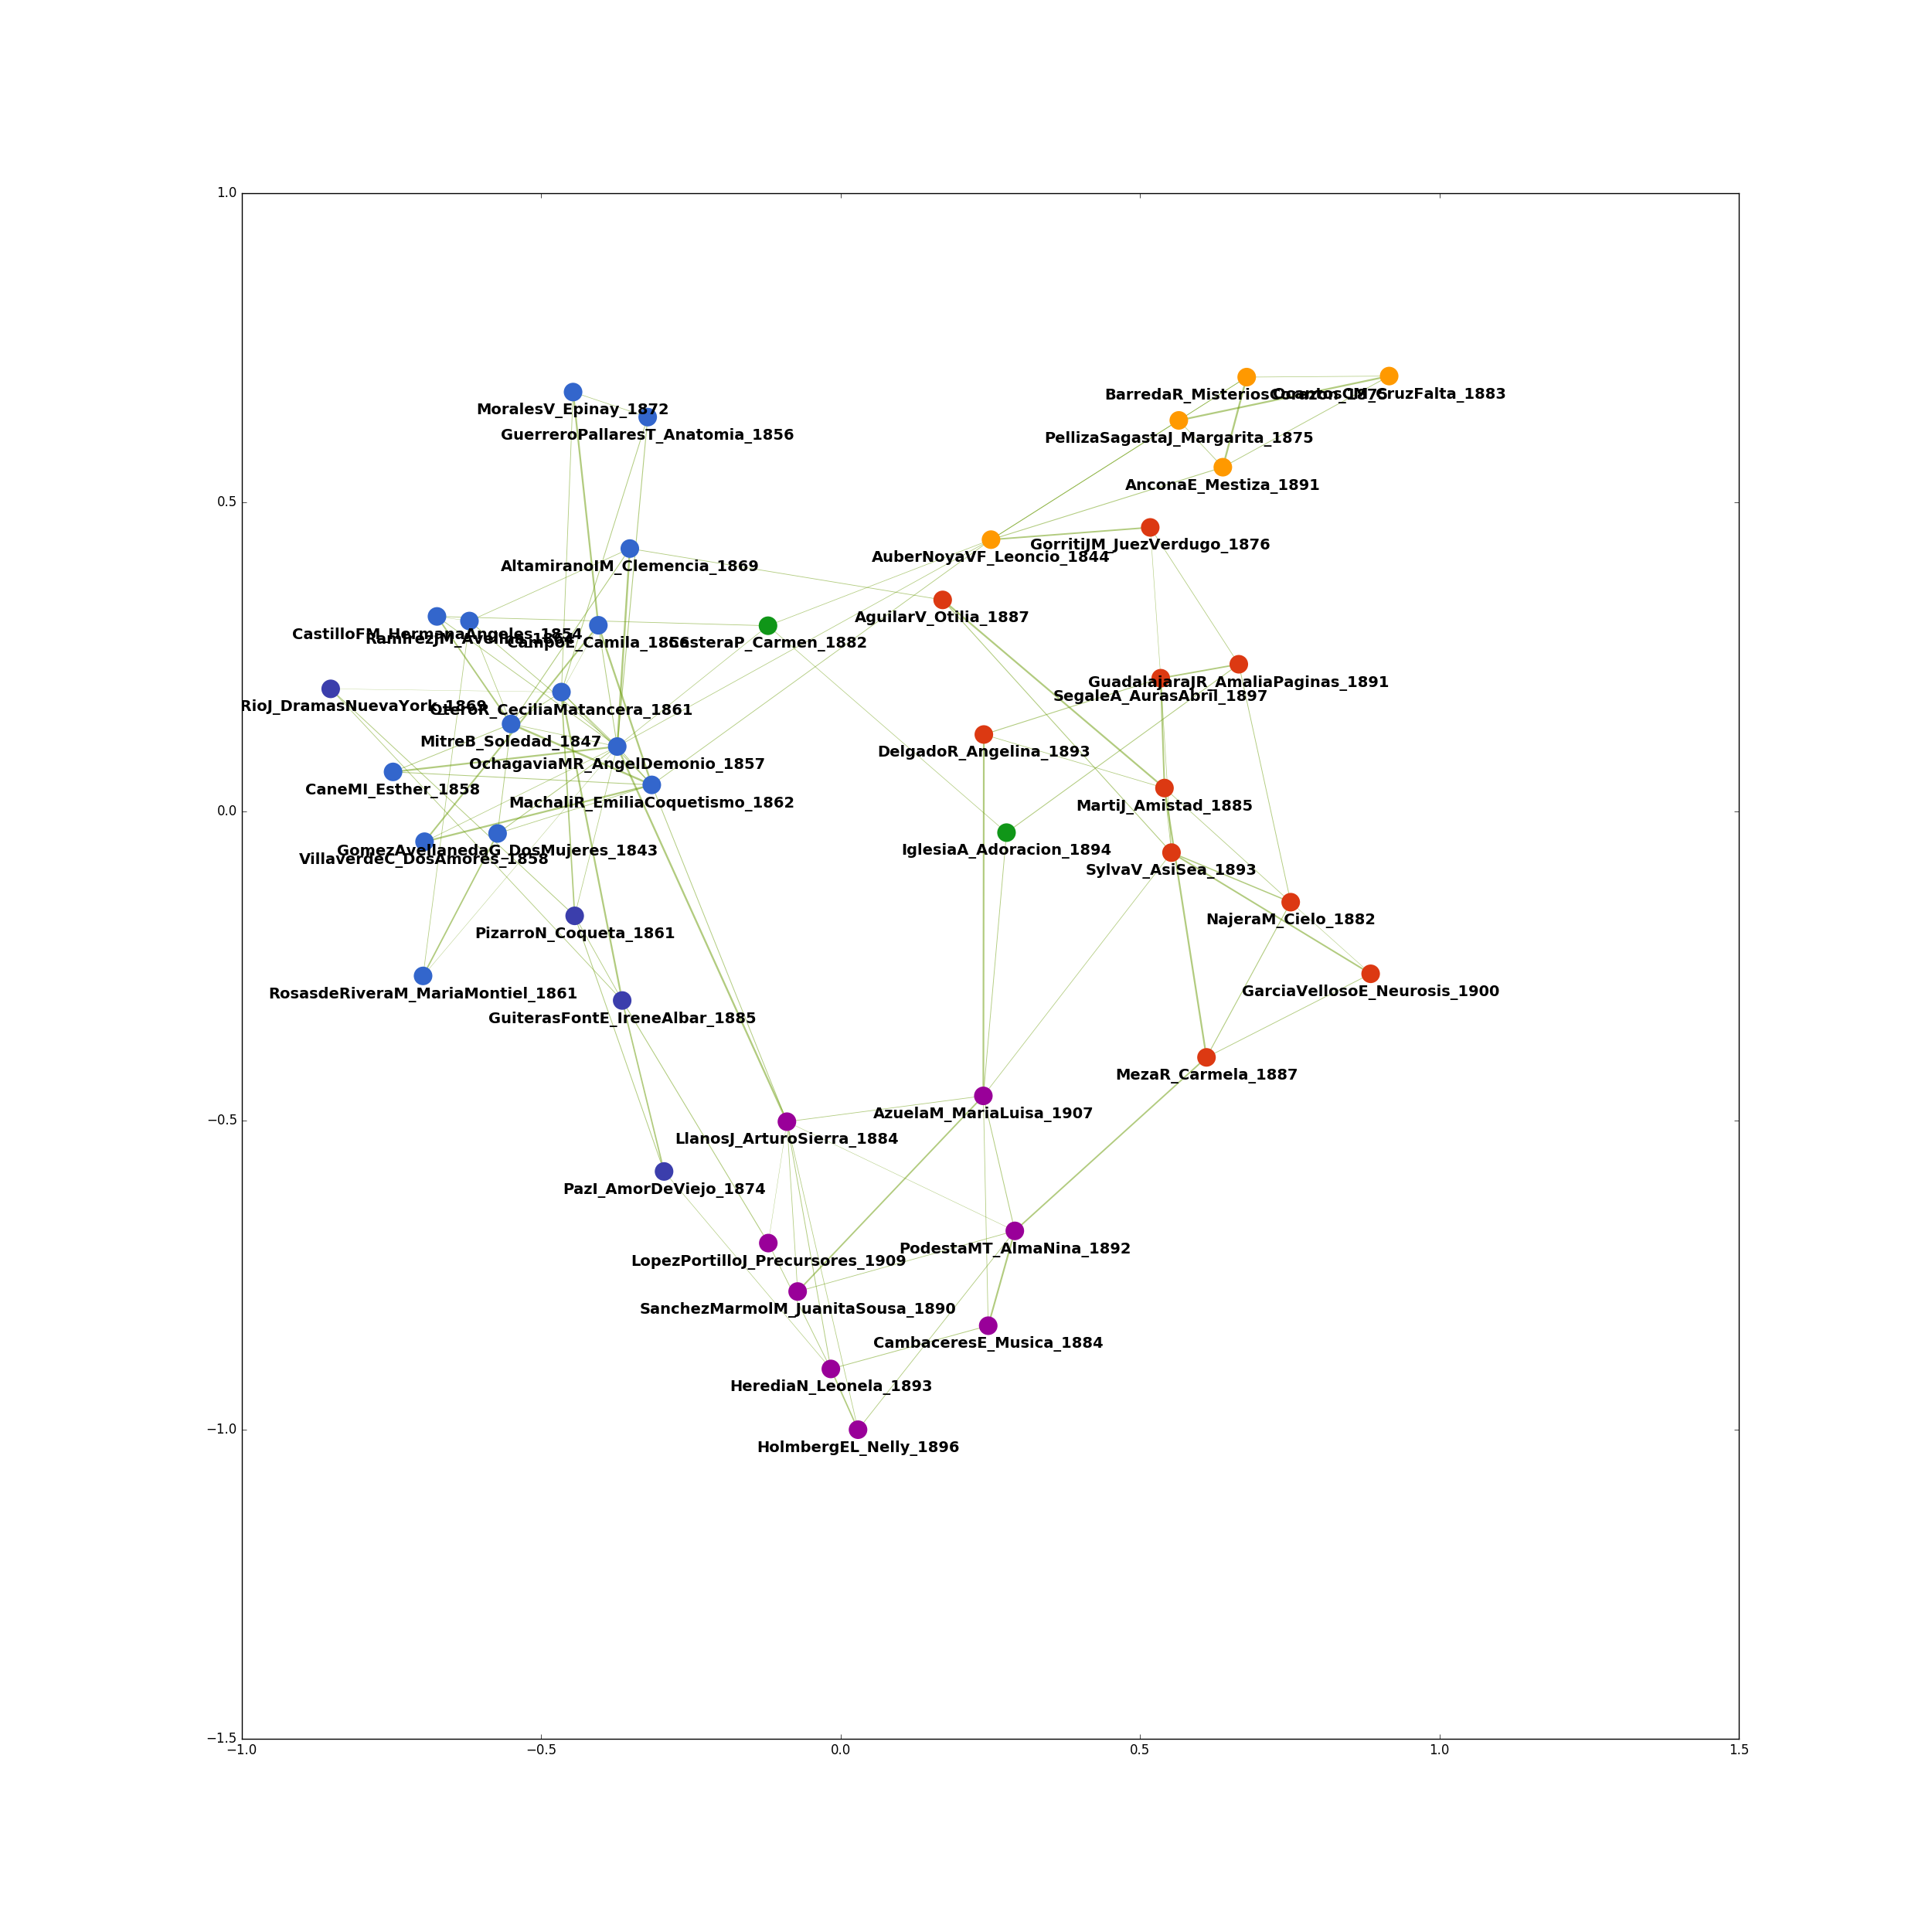 1.0
BarredaR_MisteriosCorazon_1875
CruzFalta_1883
MoralesV_Epinay_1872
GuerreroPallaresT_Anatomia_1856
PellizaSagastaJ_Margarita_1875
AnconaE_Mestiza_1891
0.5
GorritiJM_JuezVerdugo_1876
AuberNoyaVF_Leoncio_1844
AltamiranoIM_Clemencia_1869
AguilarV_Otilia_1887
CastilloFM_HermanaAngeles_1854
CasteraP_Carmen_1882
GuadalajaraJR_AmaliaPaginas_1891
SegaleA_AurasAbril_1897
RioJ_DramasNuevaYork_1869
OteroR_CeciliaMatancera_1861
MitreB_Soledad_1847
DelgadoR_Angelina_1893
OchagaviaMR_AngelDemonio_1857
CaneMI_Esther_1858
MachaliR_EmiliaCoquetismo_1862
MartiJ_Amistad_1885
0.0
GomezAvellanedaG_DosMujeres_1843
IglesiaA_Adoracion_1894
VillaverdeC_DosAmores_1858
SylvaV_AsiSea_1893
NajeraM_Cielo_1882
PizarroN_Coqueta_1861
RosasdeRiveraM_MariaMontiel_1861
GarciaVellosoE_Neurosis_1900
GuiterasFontE_IreneAlbar_1885
MezaR_Carmela_1887
AzuelaM_MariaLuisa_1907
−0.5
LlanosJ_ArturoSierra_1884
PazI_AmorDeViejo_1874
PodestaMT_AlmaNina_1892
LopezPortilloJ_Precursores_1909
SanchezMarmolM_JuanitaSousa_1890
CambaceresE_Musica_1884
HerediaN_Leonela_1893
−1.0
HolmbergEL_Nelly_1896
−1.5
−1.0 −0.5 0.0 0.5 1.0 1.5